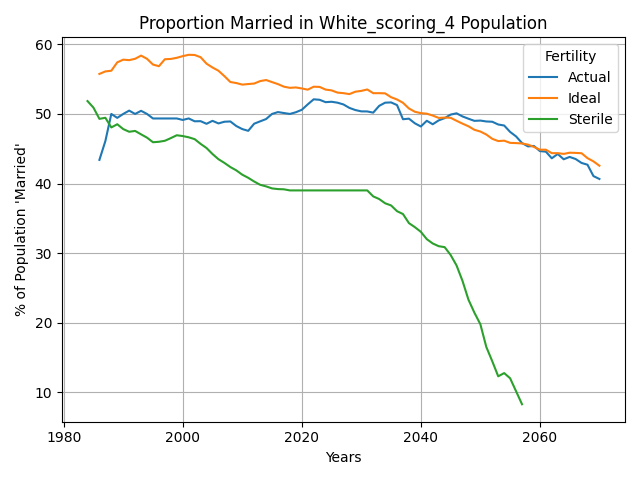 Proportion Married in White_scoring_4 Population
% of Population 'Married'
60
50
40
30
20
10
1980
2000
2020
2040
2060
Years
Fertility
Actual
Ideal
Sterile